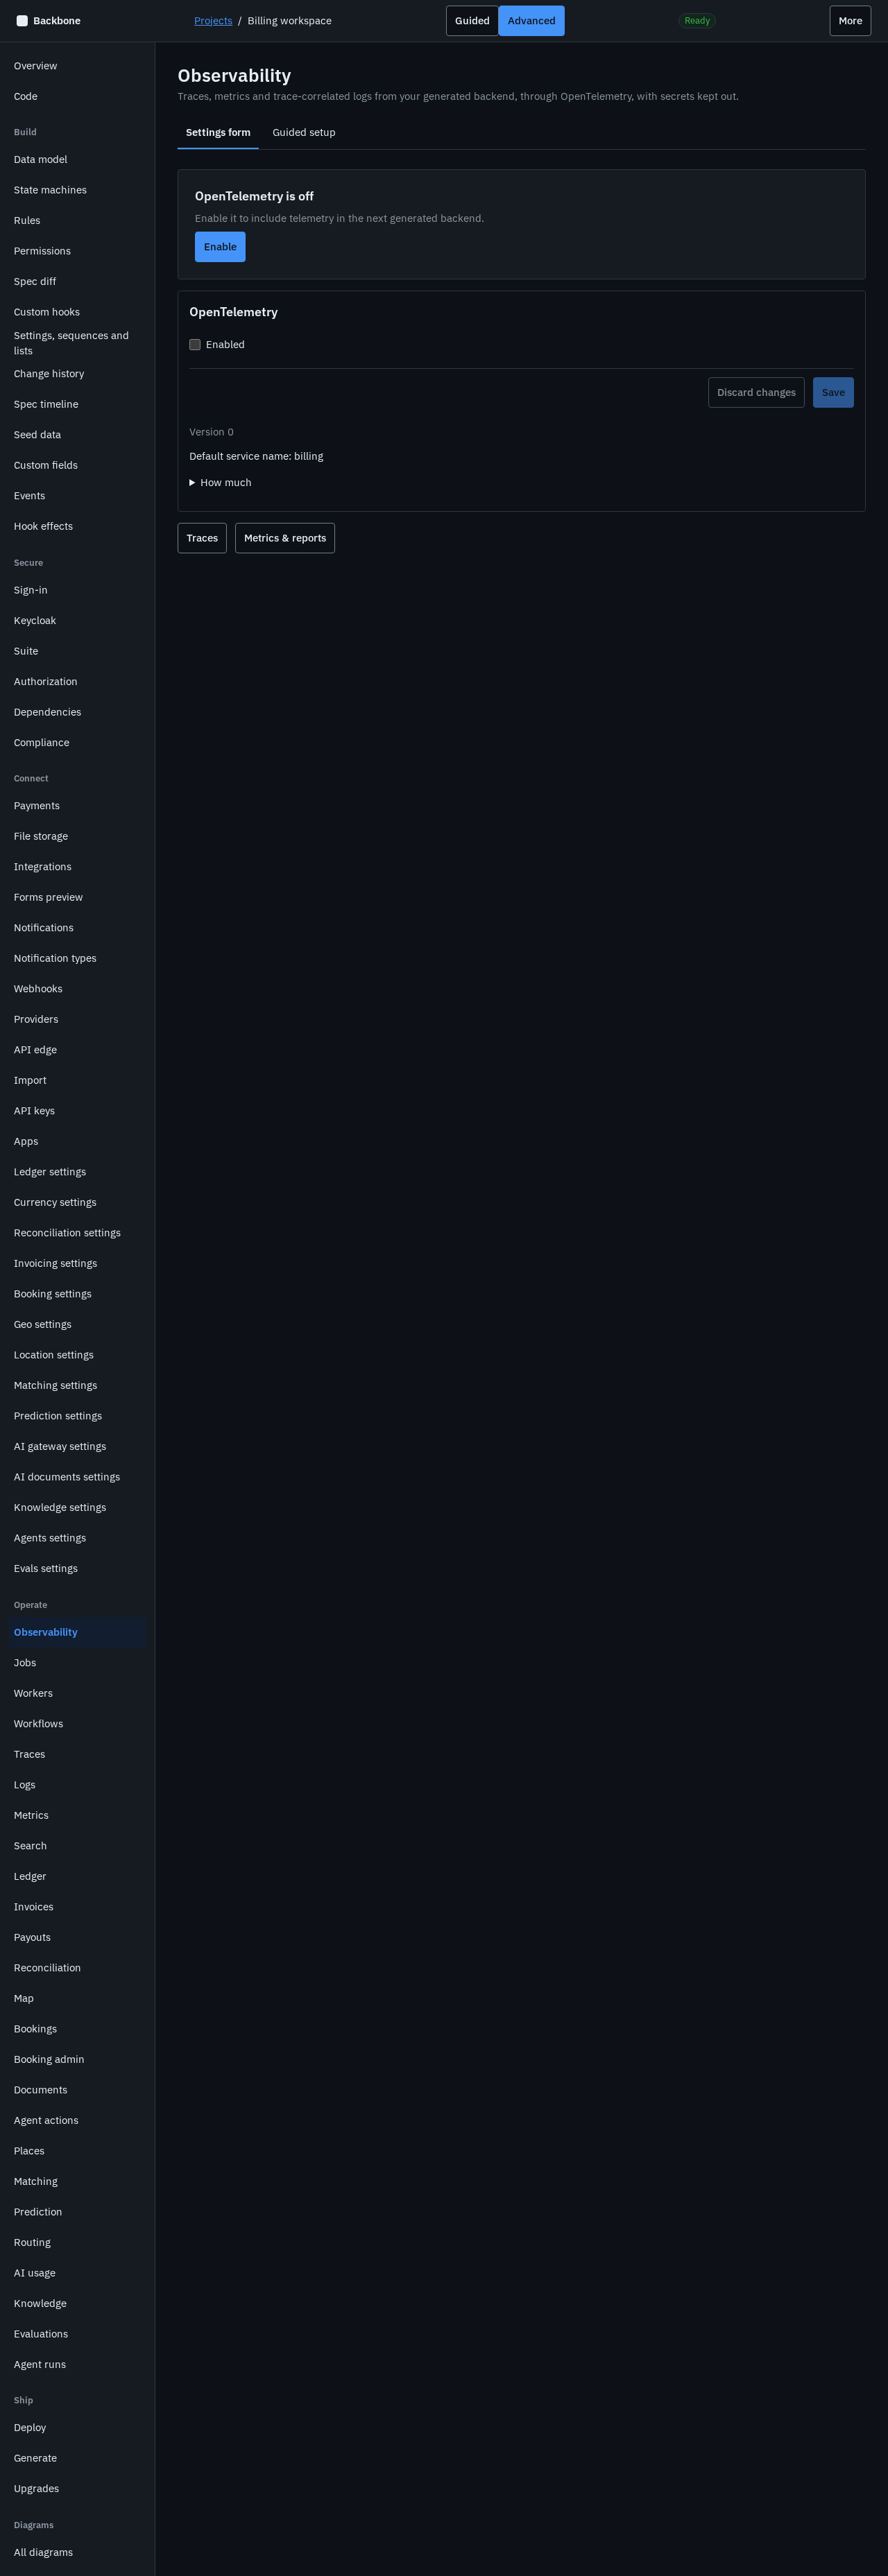 Backbone
Projects / Billing workspace
Guided
Advanced
Ready
More
Overview
Code
Build
Data model
State machines
Rules
Permissions
Spec diff
Custom hooks
Settings, sequences and
lists
Change history
Spec timeline
Seed data
Custom fields
Events
Hook effects
Secure
Sign-in
Keycloak
Suite
Authorization
Dependencies
Compliance
Connect
Payments
File storage
Integrations
Forms preview
Notifications
Notification types
Webhooks
Providers
API edge
Import
API keys
Apps
Ledger settings
Currency settings
Reconciliation settings
Invoicing settings
Booking settings
Geo settings
Location settings
Matching settings
Prediction settings
AI gateway settings
AI documents settings
Knowledge settings
Agents settings
Evals settings
Operate
Observability
Jobs
Workers
Workflows
Traces
Logs
Metrics
Search
Ledger
Invoices
Payouts
Reconciliation
Map
Bookings
Booking admin
Documents
Agent actions
Places
Matching
Prediction
Routing
AI usage
Knowledge
Evaluations
Agent runs
Ship
Deploy
Generate
Upgrades
Diagrams
All diagrams
Observability
Traces, metrics and trace-correlated logs from your generated backend, through OpenTelemetry, with secrets kept out.
Settings form
Guided setup
OpenTelemetry is off
Enable it to include telemetry in the next generated backend.
Enable
OpenTelemetry
Enabled
Discard changes
Save
Version 0
Default service name: billing
How much
Traces
Metrics & reports